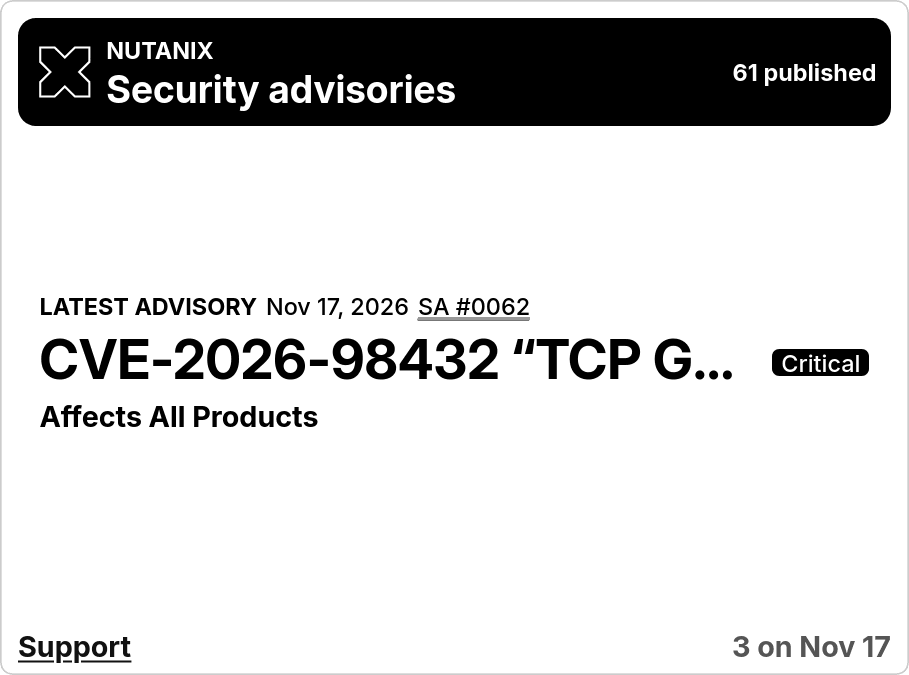 NUTANIX
Security advisories
61 published
LATEST ADVISORY Nov 17, 2026 SA #0062
CVE-2026-98432 “TCP G...
Critical
Affects All Products
Support
3 on Nov 17